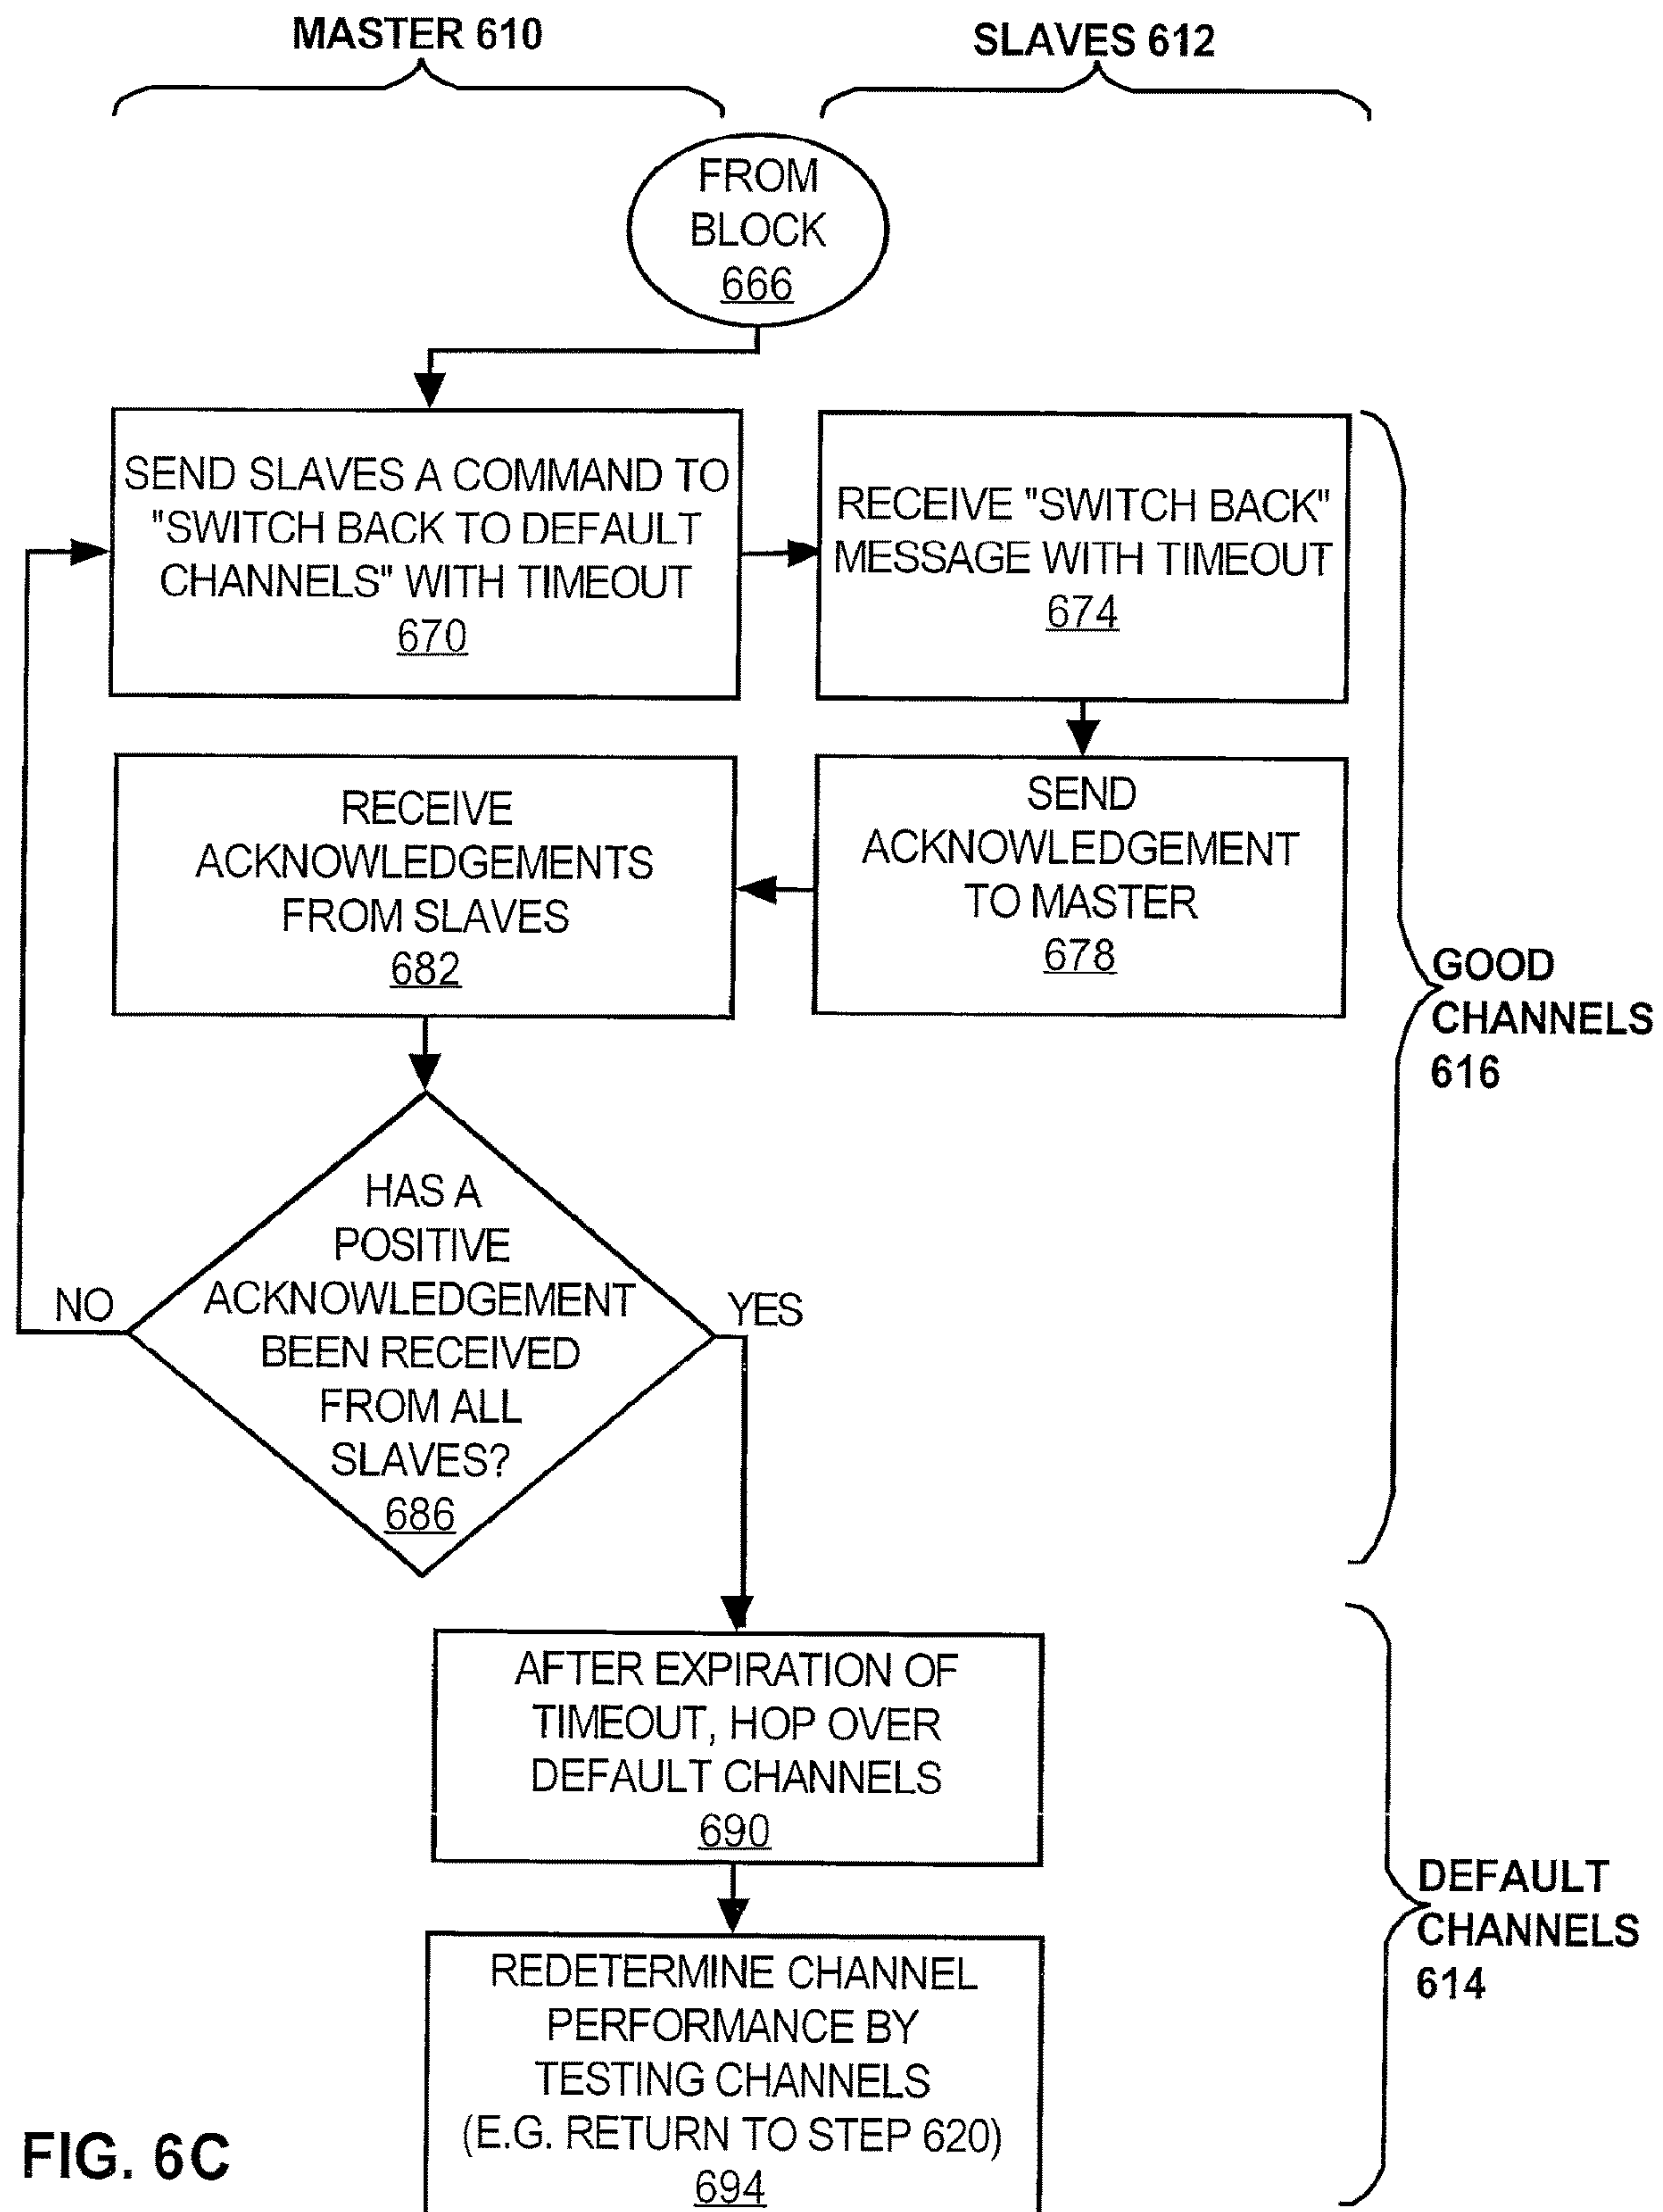 MASTER 610
SLAVES 612
FROM
BLOCK
666
SEND SLAVES A COMMAND TO
"SWITCH BACK TO DEFAULT
CHANNELS" WITH TIMEOUT
670
RECEIVE "SWITCH BACK"
MESSAGE WITH TIMEOUT
674
RECEIVE
ACKNOWLEDGEMENTS
FROM SLAVES
682
SEND
ACKNOWLEDGEMENT
TO MASTER
678
GOOD
CHANNELS
616
HAS A
POSITIVE
ACKNOWLEDGEMENT
BEEN RECEIVED
FROM ALL
SLAVES?
686
NO
YES
AFTER EXPIRATION OF
TIMEOUT, HOP OVER
DEFAULT CHANNELS
690
DEFAULT
CHANNELS
614
REDETERMINE CHANNEL
PERFORMANCE BY
TESTING CHANNELS
(E.G. RETURN TO STEP 620)
694
FIG. 6C